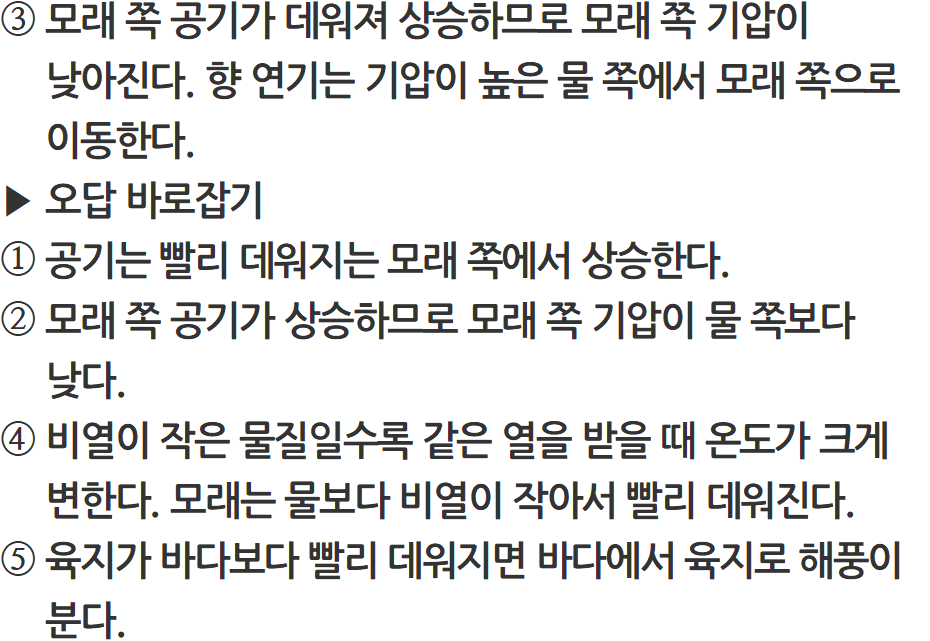 ③ 모래 쪽 공기가 데워져 상승하므로 모래 쪽 기압이
낮아진다. 향 연기는 기압이 높은 물 쪽에서 모래 쪽으로
이동한다.
▶ 오답 바로잡기
① 공기는 빨리 데워지는 모래 쪽에서 상승한다.
② 모래 쪽 공기가 상승하므로 모래 쪽 기압이 물 쪽보다
낮다.
④ 비열이 작은 물질일수록 같은 열을 받을 때 온도가 크게
변한다. 모래는 물보다 비열이 작아서 빨리 데워진다.
⑤ 육지가 바다보다 빨리 데워지면 바다에서 육지로 해풍이
분다.